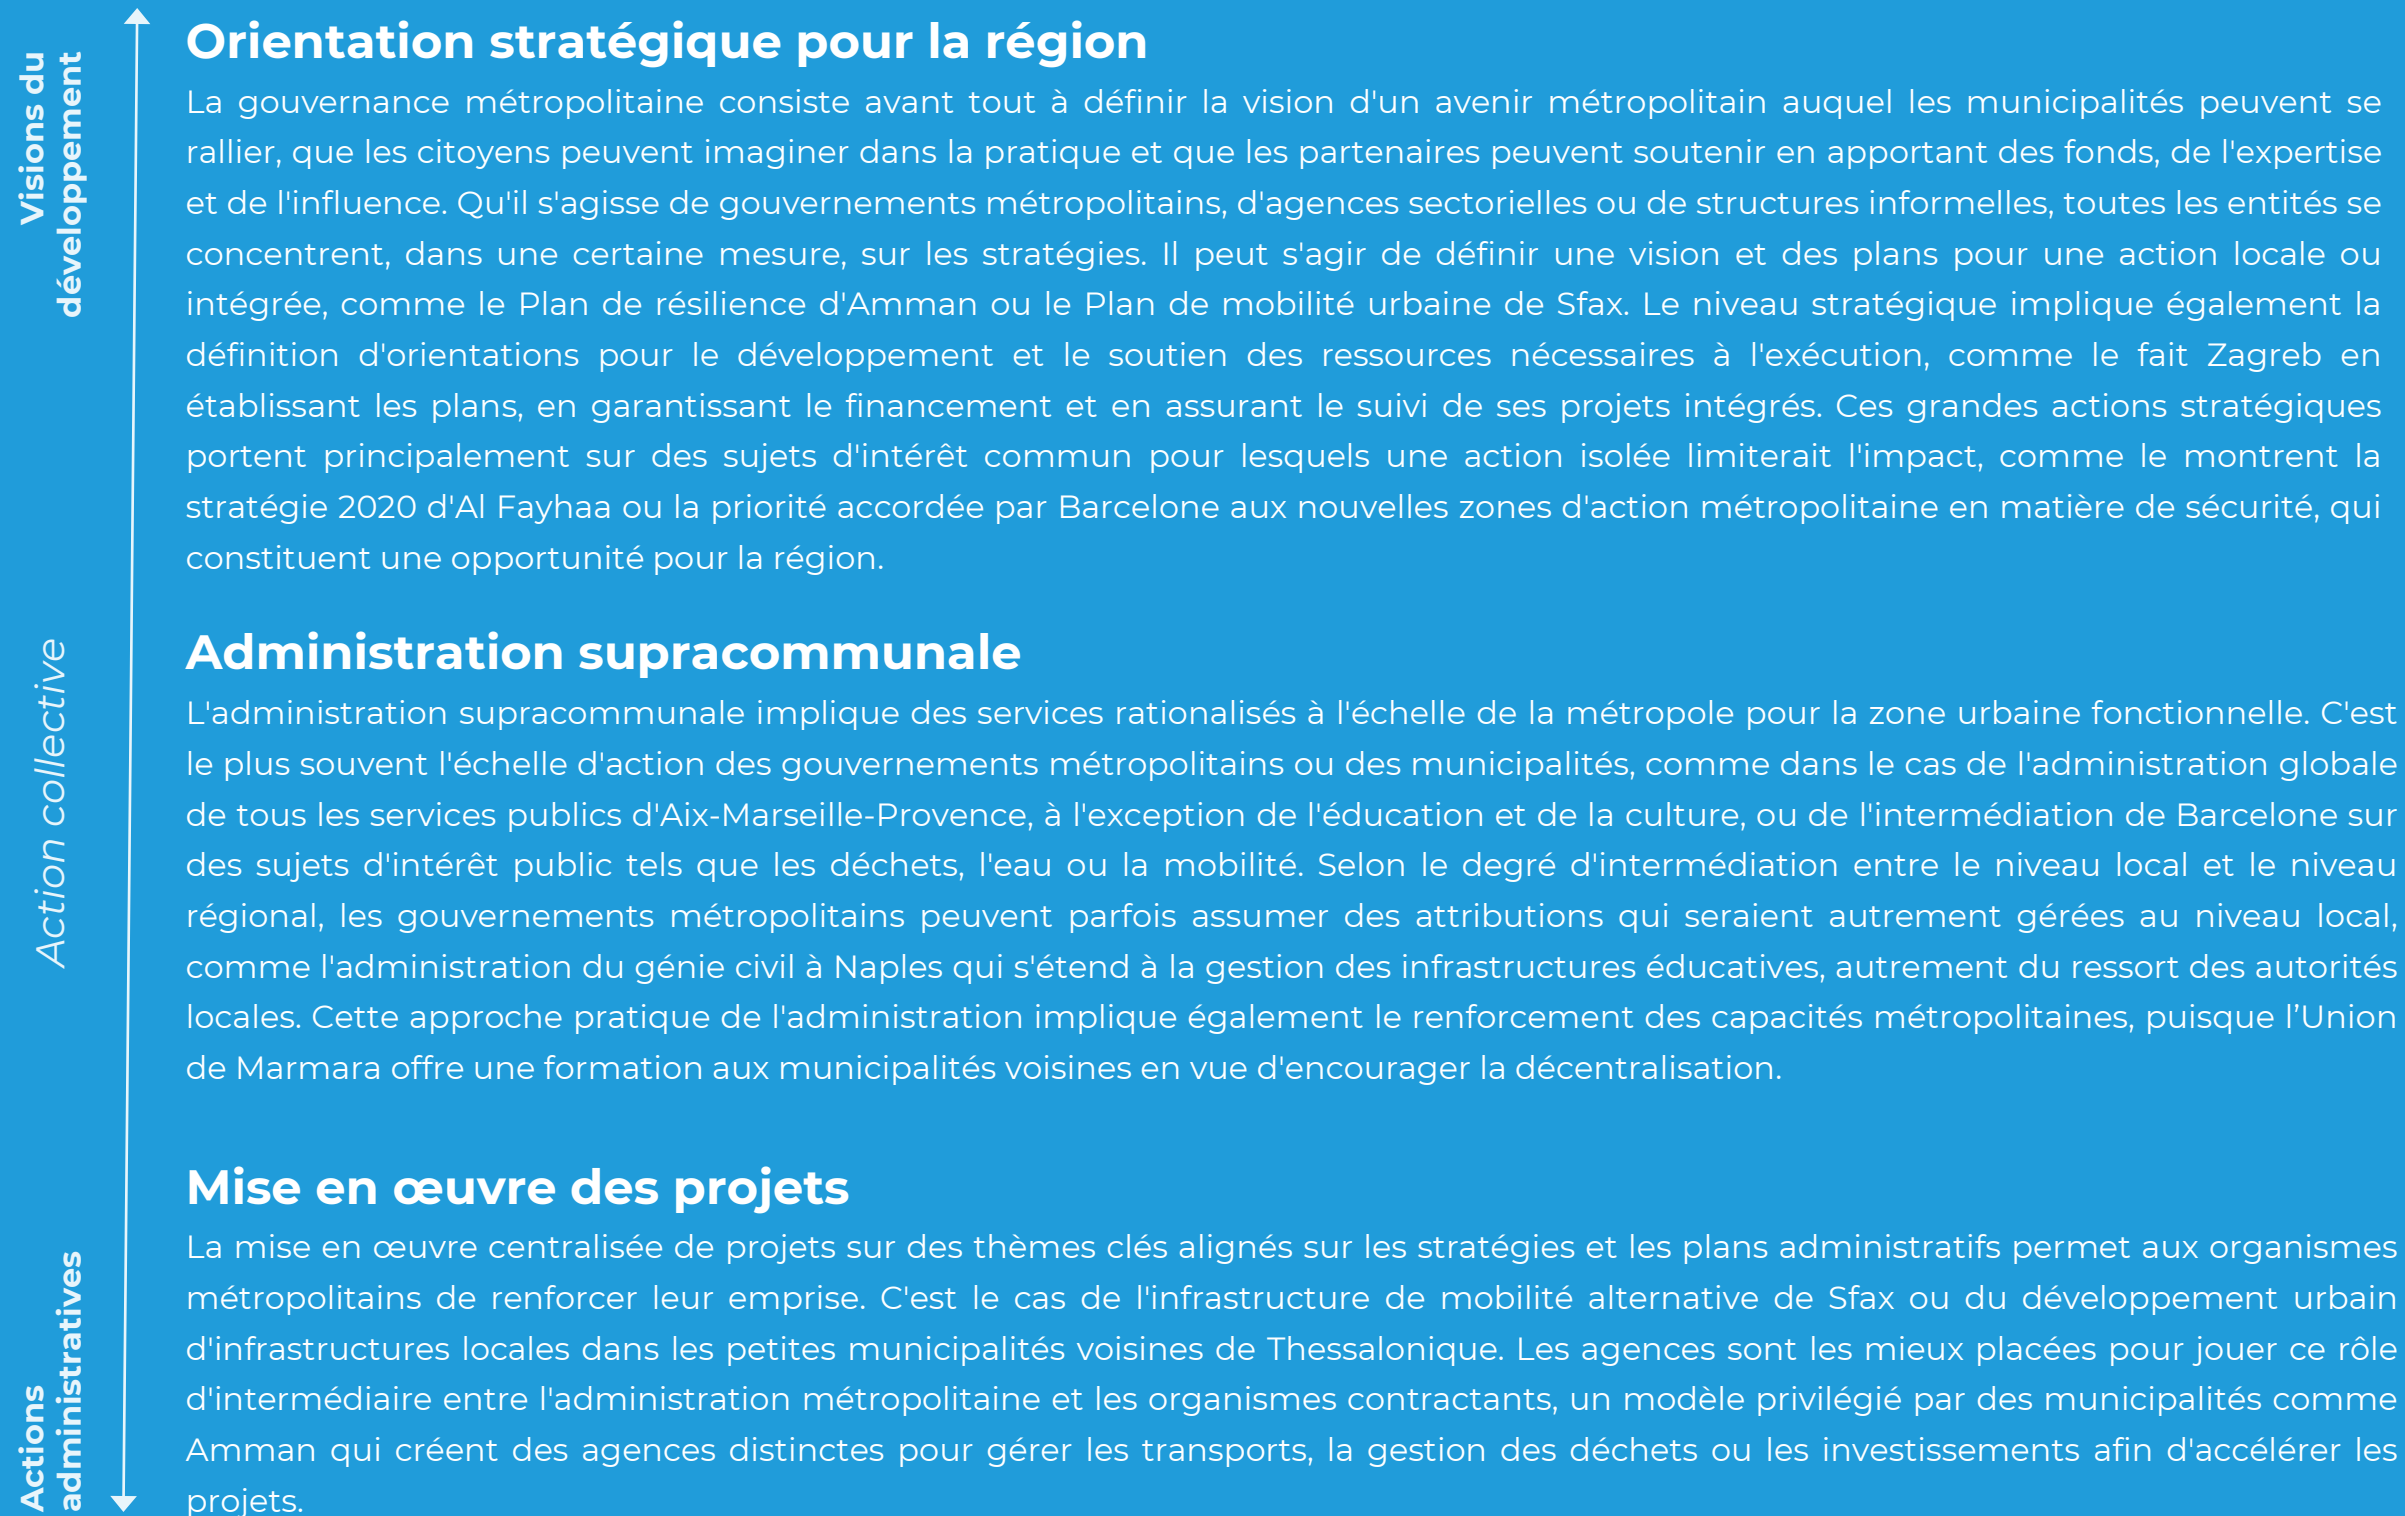 Visions du
développement
Orientation stratégique pour la région
La gouvernance métropolitaine consiste avant tout à définir la vision d'un avenir métropolitain auquel les municipalités peuvent se
rallier, que les citoyens peuvent imaginer dans la pratique et que les partenaires peuvent soutenir en apportant des fonds, de l'expertise
et de l'influence. Qu'il s'agisse de gouvernements métropolitains, d'agences sectorielles ou de structures informelles, toutes les entités se
concentrent, dans une certaine mesure, sur les stratégies. Il peut s'agir de définir une vision et des plans pour une action locale ou
intégrée, comme le Plan de résilience d'Amman ou le Plan de mobilité urbaine de Sfax. Le niveau stratégique implique également la
définition d'orientations pour le développement et le soutien des ressources nécessaires à l'exécution, comme le fait Zagreb en
établissant les plans, en garantissant le financement et en assurant le suivi de ses projets intégrés. Ces grandes actions stratégiques
portent principalement sur des sujets d'intérêt commun pour lesquels une action isolée limiterait l'impact, comme le montrent la
stratégie 2020 d'Al Fayhaa ou la priorité accordée par Barcelone aux nouvelles zones d'action métropolitaine en matière de sécurité, qui
constituent une opportunité pour la région.
Action collective
Administration supracommunale
L'administration supracommunale implique des services rationalisés à l'échelle de la métropole pour la zone urbaine fonctionnelle. C'est
le plus souvent l'échelle d'action des gouvernements métropolitains ou des municipalités, comme dans le cas de l'administration globale
de tous les services publics d'Aix-Marseille-Provence, à l'exception de l'éducation et de la culture, ou de l'intermédiation de Barcelone sur
des sujets d'intérêt public tels que les déchets, l'eau ou la mobilité. Selon le degré d'intermédiation entre le niveau local et le niveau
régional, les gouvernements métropolitains peuvent parfois assumer des attributions qui seraient autrement gérées au niveau local,
comme l'administration du génie civil à Naples qui s'étend à la gestion des infrastructures éducatives, autrement du ressort des autorités
locales. Cette approche pratique de l'administration implique également le renforcement des capacités métropolitaines, puisque l’Union
de Marmara offre une formation aux municipalités voisines en vue d'encourager la décentralisation.
Actions
administratives
Mise en œuvre des projets
La mise en œuvre centralisée de projets sur des thèmes clés alignés sur les stratégies et les plans administratifs permet aux organismes
métropolitains de renforcer leur emprise. C'est le cas de l'infrastructure de mobilité alternative de Sfax ou du développement urbain
d'infrastructures locales dans les petites municipalités voisines de Thessalonique. Les agences sont les mieux placées pour jouer ce rôle
d'intermédiaire entre l'administration métropolitaine et les organismes contractants, un modèle privilégié par des municipalités comme
Amman qui créent des agences distinctes pour gérer les transports, la gestion des déchets ou les investissements afin d'accélérer les
projets.